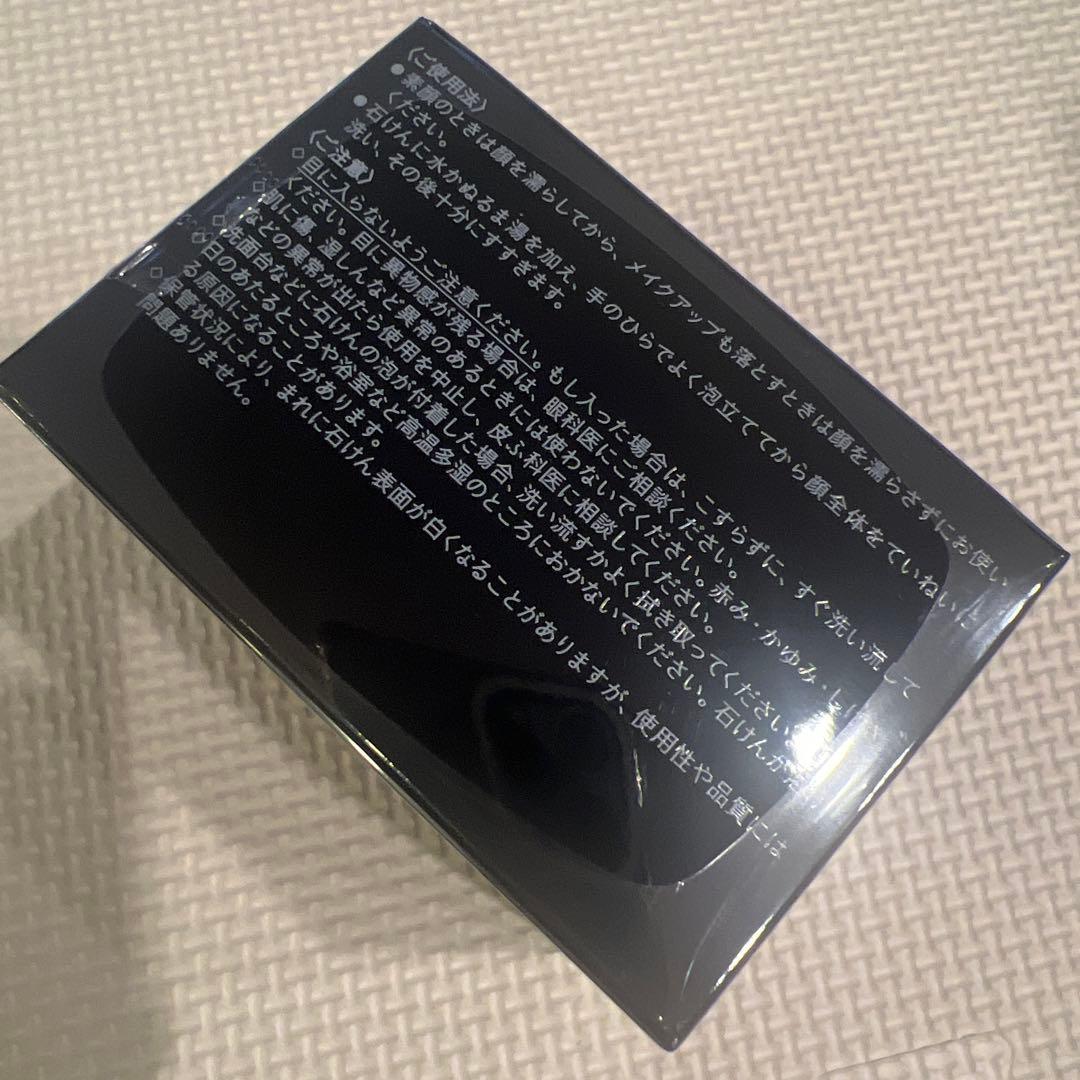 〈ご使用法〉
●素顔のときは顔を濡らしてから、メイクアップも落とすときは顔を濡らさずにお使い
ください。
●石けんに水かぬるま湯を加え、手のひらでよく泡立ててから顔全体をていねいに
洗い、その後十分にすすぎます。
〈ご注意〉
◇目に入らないようご注意ください。もし入った場合は、こすらずに、すぐ洗い流して
ください。目に異物感が残る場合は、眼科医にご相談ください。
◇肌に傷、湿しんなど異常のあるときには使わないでください。赤み・かゆみ・
などの異常が出たら使用を中止し、皮ふ科医に相談してください。
◇洗面台などに石けんの泡が付着した場合、洗い流すかよく拭き取ってください
◇日のあたるところや浴室など高温多湿のところにおかないでください。石けんが
る原因になることがあります。
◇保管状況により、まれに石けん表面が白くなることがありますが、使用性や品質には
問題ありません。